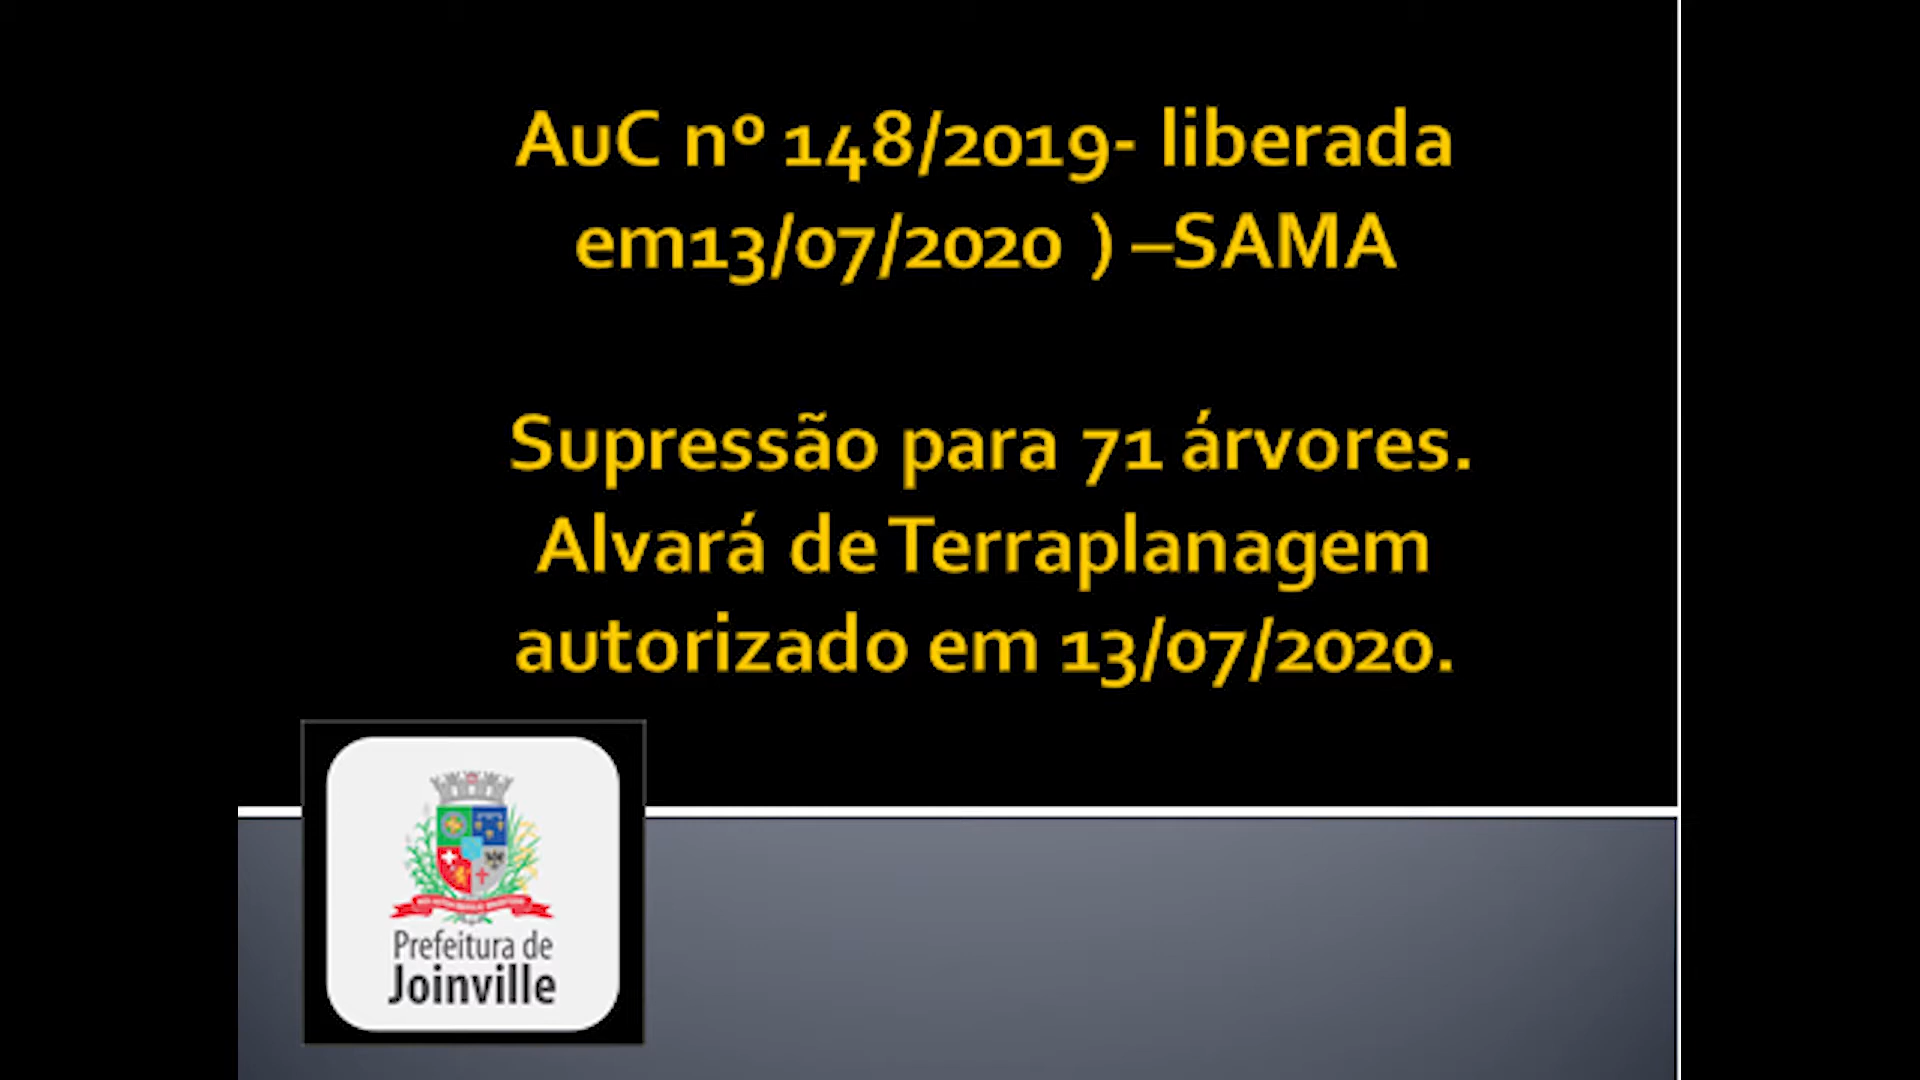 AuC nº 148/2019- liberada
em13/07/2020 ) –SAMA
Supressão para 71 árvores.
Alvará de Terraplanagem
autorizado em 13/07/2020.
Prefeitura de
Joinville